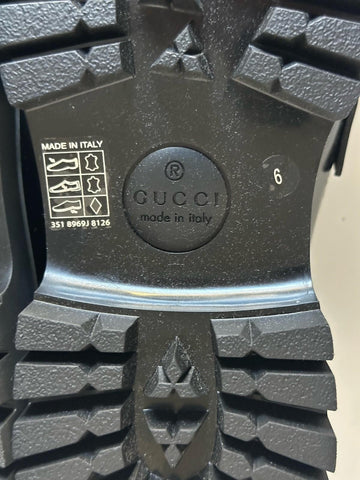 MADE IN ITALY
351 8969J 8126
®
GUCCI
made in italy
6